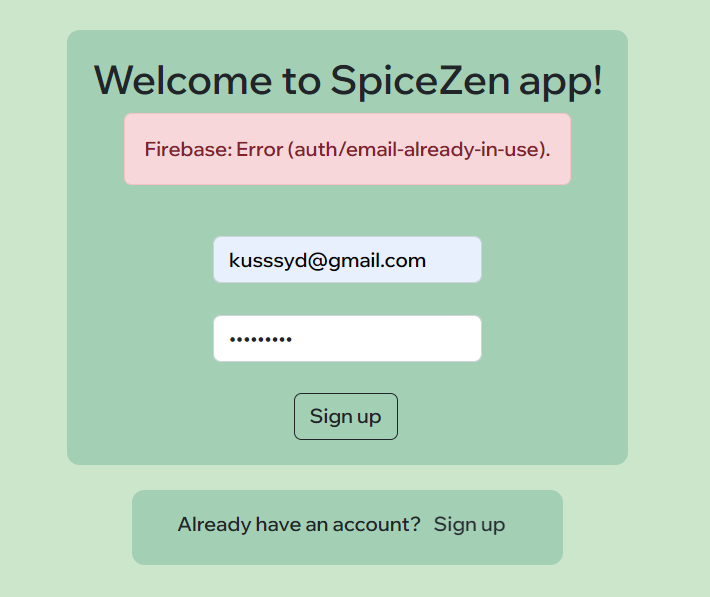 Welcome to SpiceZen app!
Firebase: Error (auth/email-already-in-use).
kusssyd@gmail.com
•••••••••
Sign up
Already have an account? Sign up